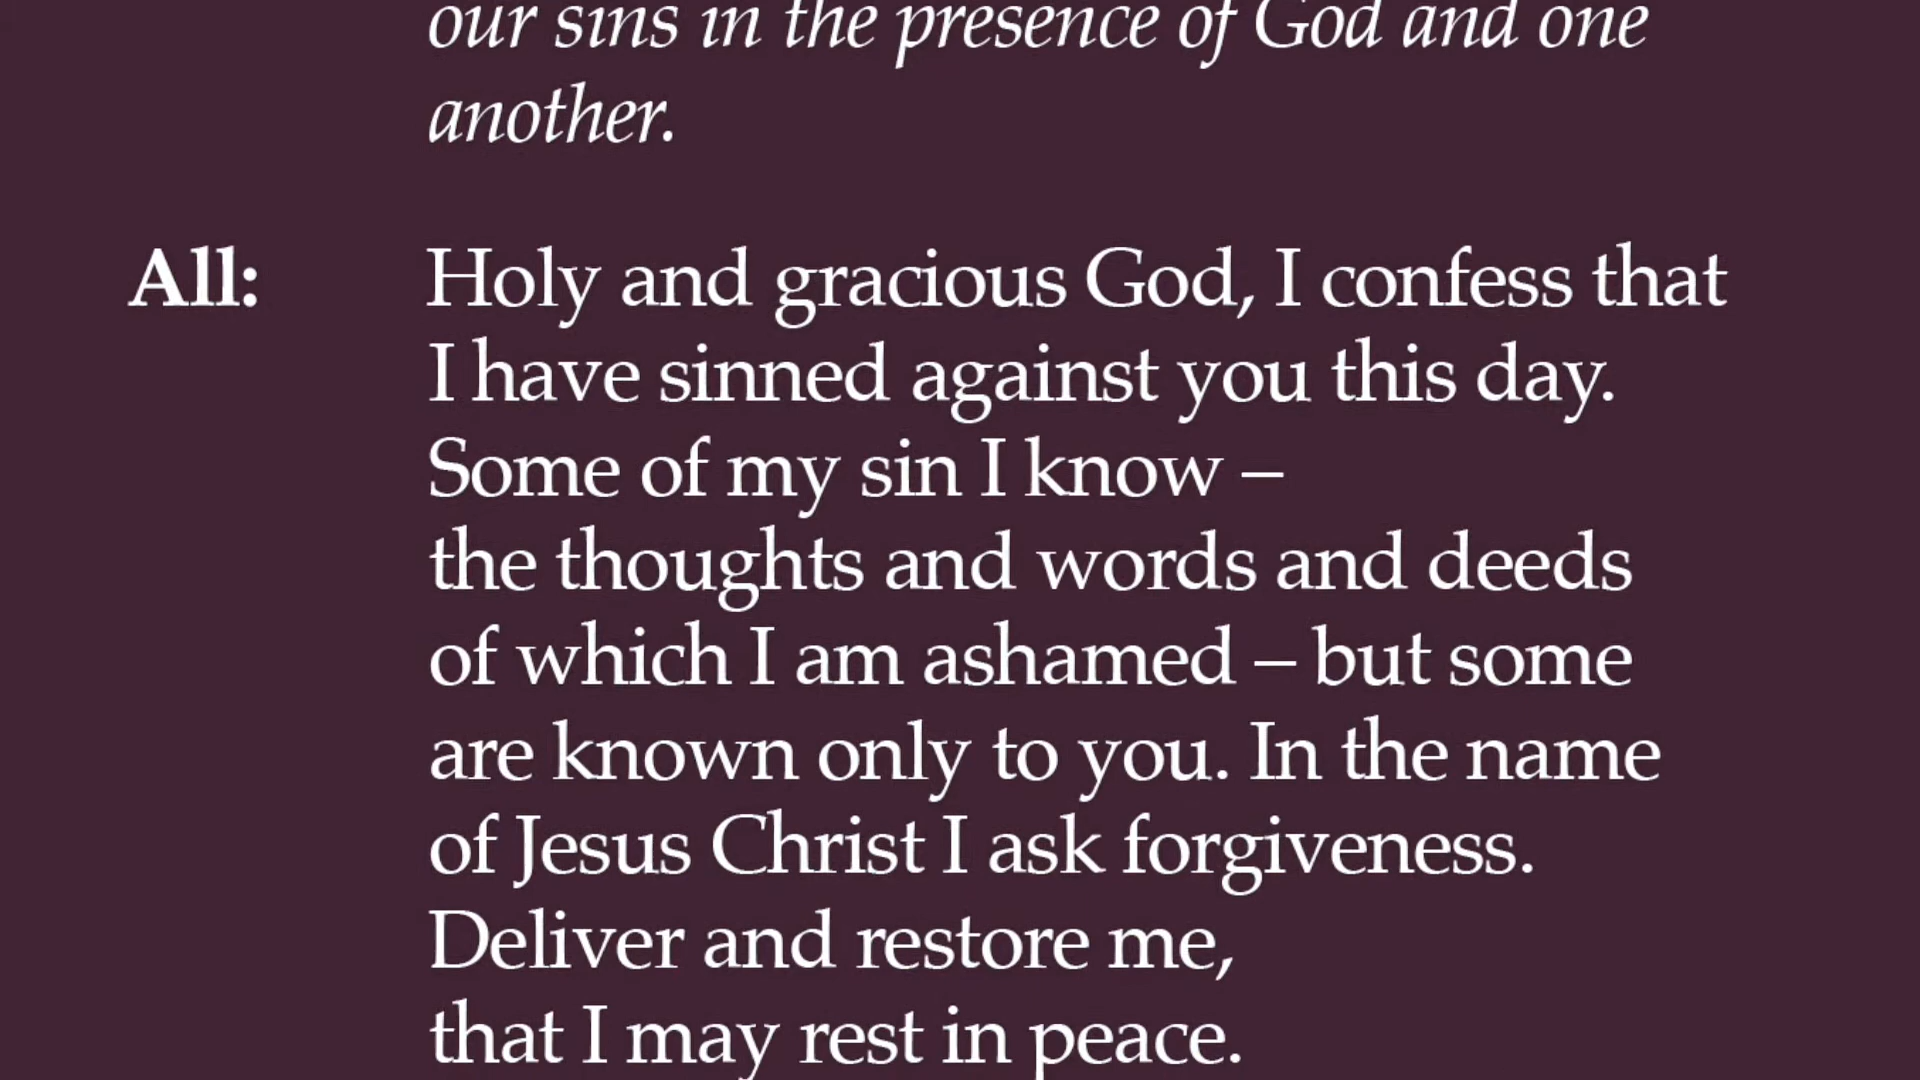 our sins in the presence of God and one
another.
All: Holy and gracious God, I confess that
I have sinned against you this day.
Some of my sin I know –
the thoughts and words and deeds
of which I am ashamed – but some
are known only to you. In the name
of Jesus Christ I ask forgiveness.
Deliver and restore me,
that I may rest in peace.